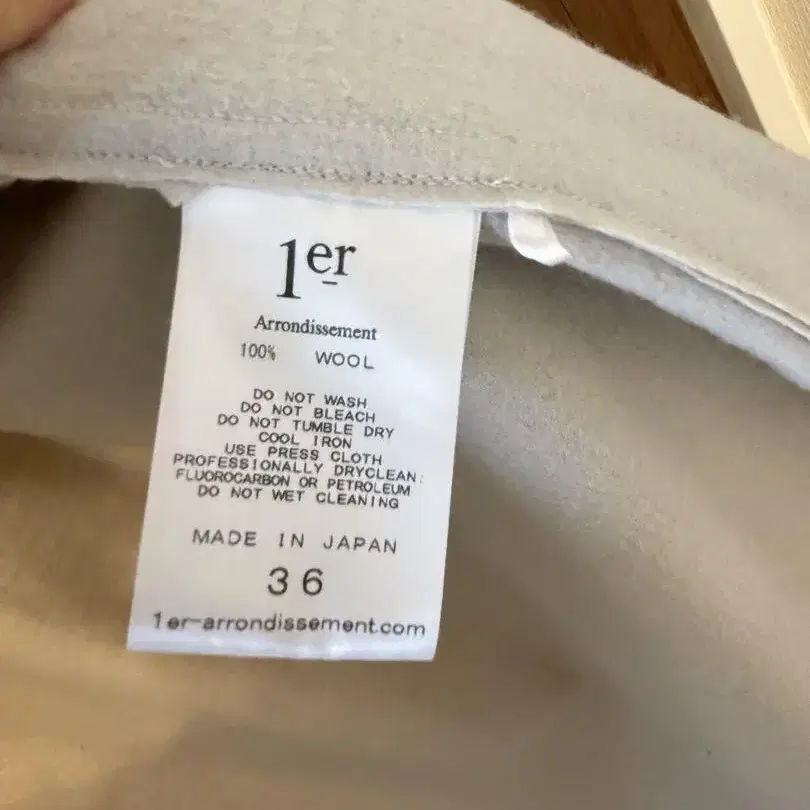 1er
Arrondissement
100% WOOL
DO NOT WASH
DO NOT BLEACH
DO NOT TUMBLE DRY
COOL IRON
USE PRESS CLOTH
PROFESSIONALLY DRYCLEAN:
FLUOROCARBON OR PETROLEUM
DO NOT WET CLEANING
MADE IN JAPAN
36
1er-arrondissement.com